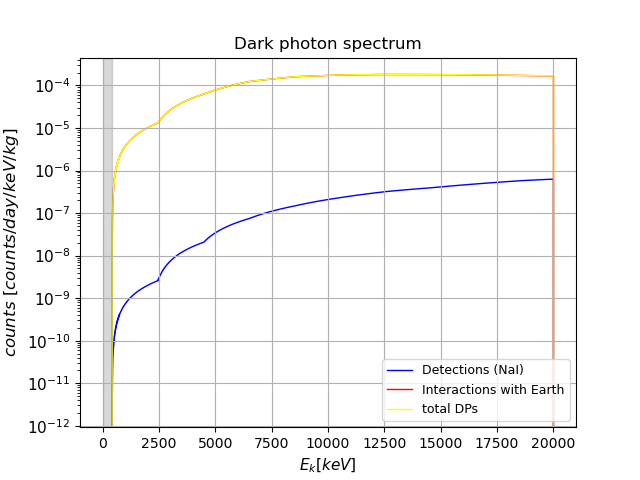 Dark photon spectrum
counts [counts/day/keV/kg]
10⁻⁴
10⁻⁵
10⁻⁶
10⁻⁷
10⁻⁸
10⁻⁹
10⁻¹⁰
10⁻¹¹
10⁻¹²
Detections (NaI)
Interactions with Earth
total DPs
0 2500 5000 7500 10000 12500 15000 17500 20000
E_k[keV]